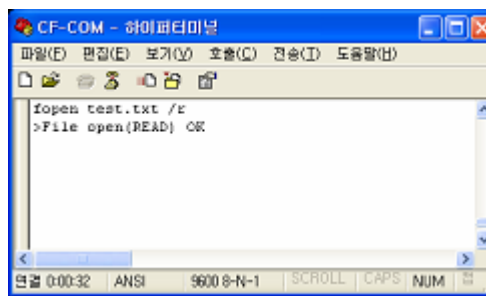 CF-COM - 하이퍼터미널
파일(F) 편집(E) 보기(V) 호출(C) 전송(T) 도움말(H)
fopen test.txt /r
>File open(READ) OK
연결 0:00:32 ANSI 9600 8-N-1 SCROLL CAPS NUM